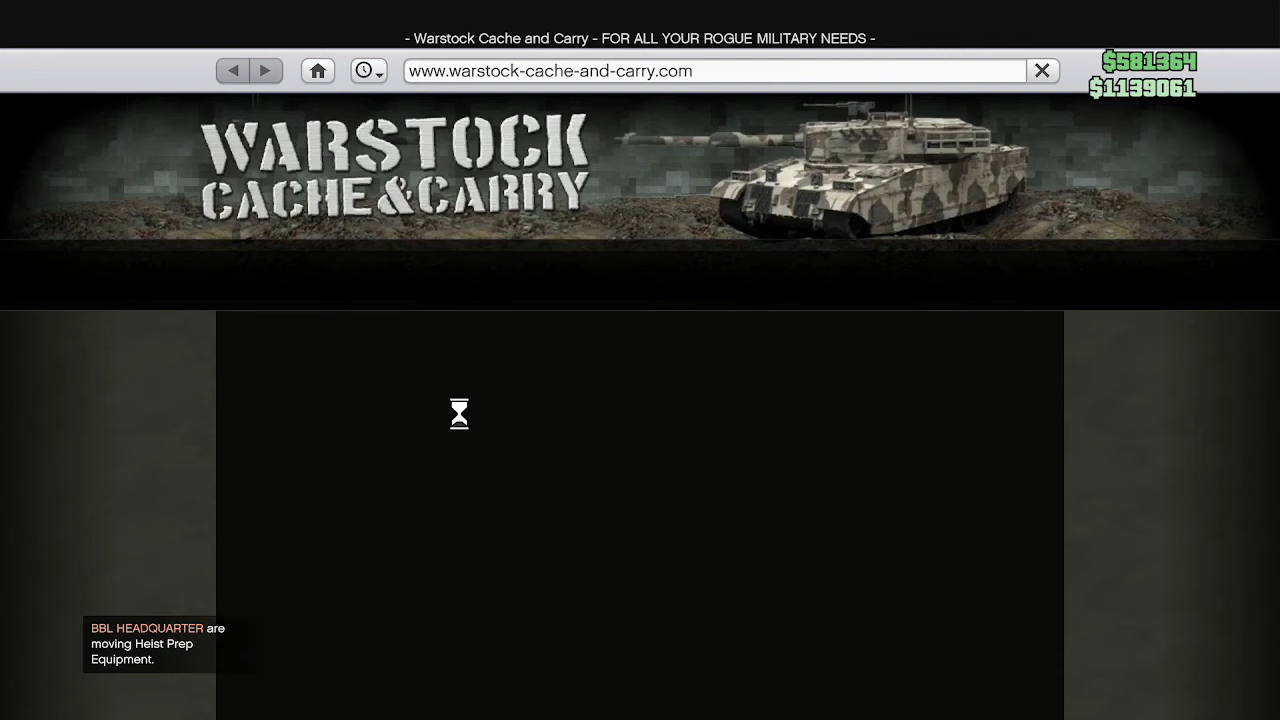 - Warstock Cache and Carry - FOR ALL YOUR ROGUE MILITARY NEEDS -
www.warstock-cache-and-carry.com
$581364
$1139061
WARSTOCK
CACHE&CARRY
BBL HEADQUARTER are
moving Heist Prep
Equipment.